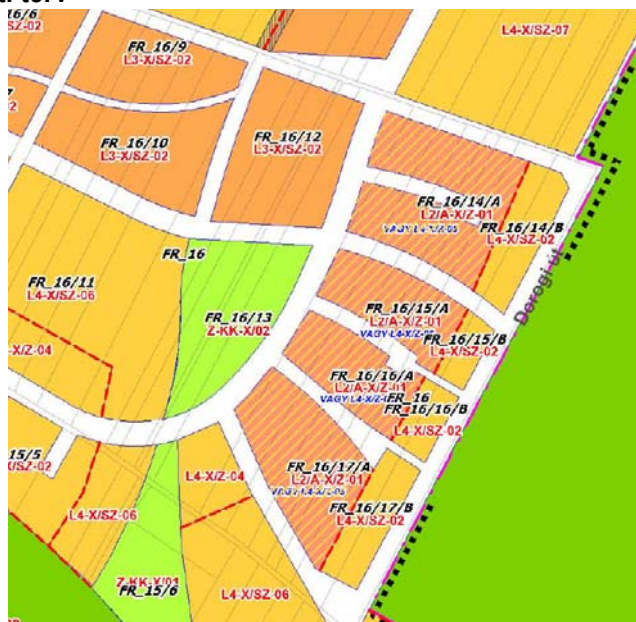 16/6
SZ-02
FR_16/9
L3-X/SZ-02
L4-X/SZ-07
FR_16/10
L3-X/SZ-02
FR_16/12
L3-X/SZ-02
FR_16/14/A
L2/A-X/Z-01
FR_16/14/B
L4-X/SZ-02
FR_16
FR_16/11
L4-X/SZ-06
FR_16/13
Z-KK-X/02
FR_16/15/A
L2/A-X/Z-01
FR_16/15/B
L4-X/SZ-02
Dorogi út
-X/Z-04
FR_16/16/A
L2/A-X/Z-01
FR_16
FR_16/16/B
L4-X/SZ-02
15/5
X/SZ-02
L4-X/Z-04
FR_16/17/A
L2/A-X/Z-01
FR_16/17/B
L4-X/SZ-02
L4-X/SZ-06
Z-KK-X/01
FR_15/6
L4-X/SZ-06